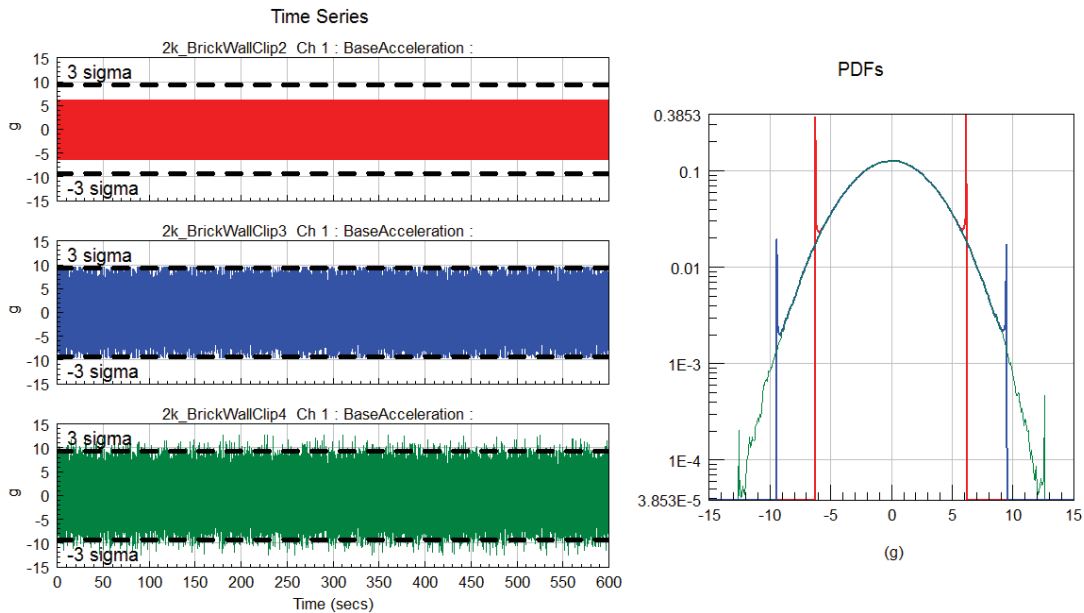 Time Series
2k_BrickWallClip2 Ch 1 : BaseAcceleration :
15
3 sigma
10
5
0
g
-5
-10
-3 sigma
-15
2k_BrickWallClip3 Ch 1 : BaseAcceleration :
15
3 sigma
10
5
0
g
-5
-10
-3 sigma
-15
2k_BrickWallClip4 Ch 1 : BaseAcceleration :
15
3 sigma
10
5
0
g
-5
-10
-3 sigma
-15
0 50 100 150 200 250 300 350 400 450 500 550 600
Time (secs)
PDFs
0.3853
0.1
0.01
1E-3
1E-4
3.853E-5
-15 -10 -5 0 5 10 15
(g)